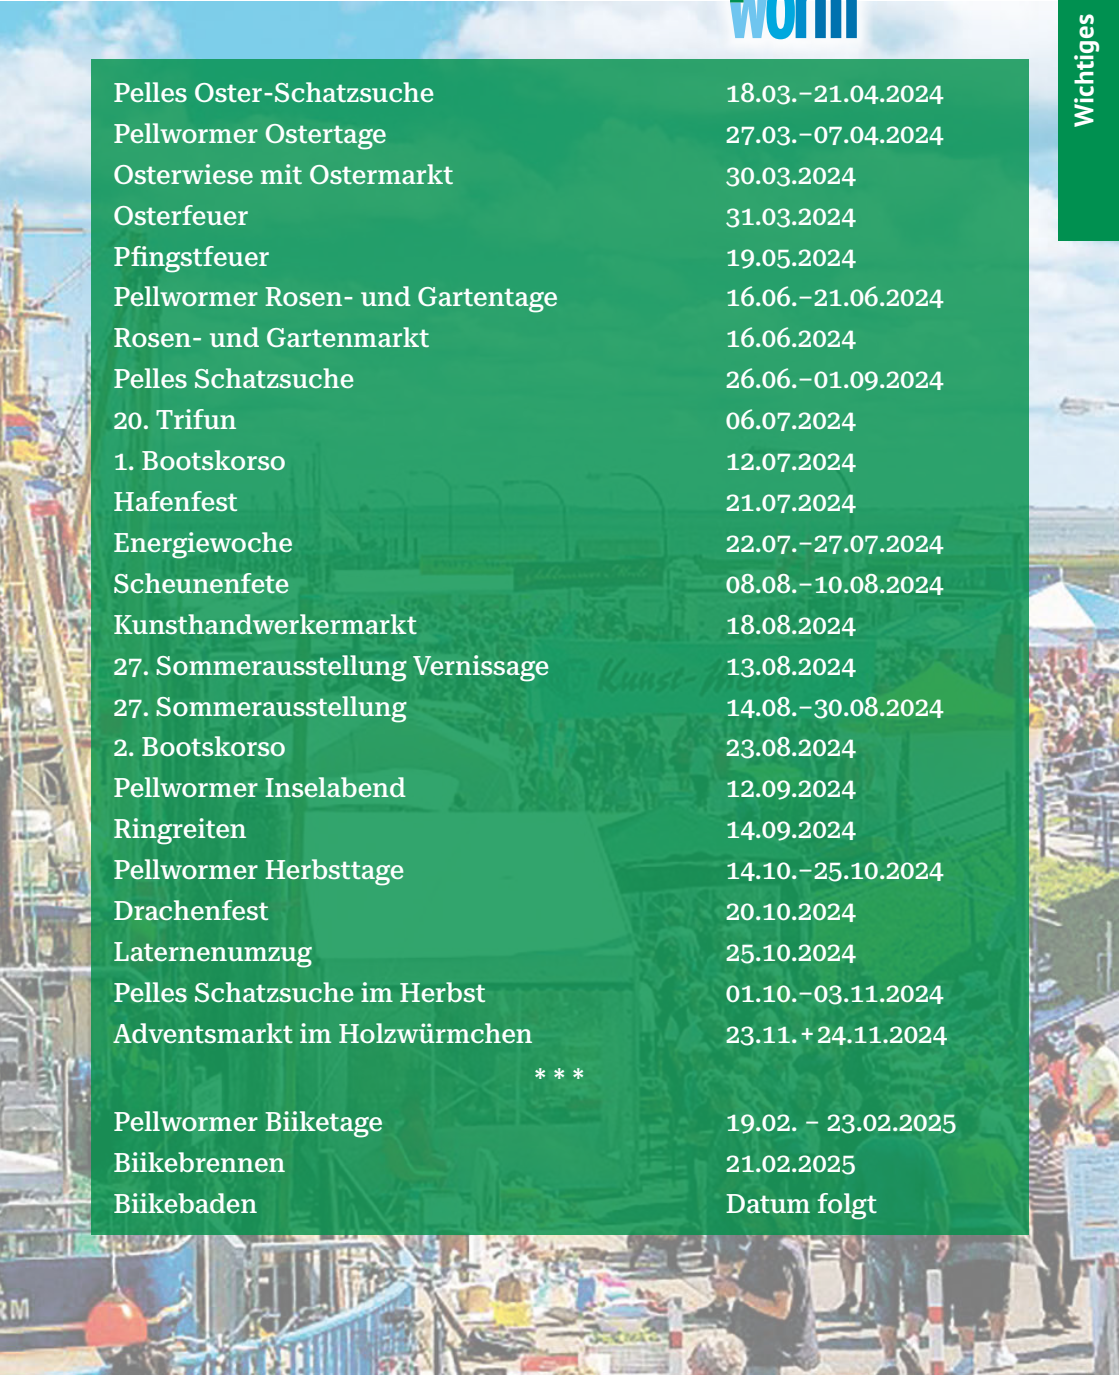 worm
Wichtiges
Pelles Oster-Schatzsuche 18.03.–21.04.2024
Pellwormer Ostertage 27.03.–07.04.2024
Osterwiese mit Ostermarkt 30.03.2024
Osterfeuer 31.03.2024
Pfingstfeuer 19.05.2024
Pellwormer Rosen- und Gartentage 16.06.–21.06.2024
Rosen- und Gartenmarkt 16.06.2024
Pelles Schatzsuche 26.06.–01.09.2024
20. Trifun 06.07.2024
1. Bootskorso 12.07.2024
Hafenfest 21.07.2024
Energiewoche 22.07.–27.07.2024
Scheunenfete 08.08.–10.08.2024
Kunsthandwerkermarkt 18.08.2024
27. Sommerausstellung Vernissage 13.08.2024
27. Sommerausstellung 14.08.–30.08.2024
2. Bootskorso 23.08.2024
Pellwormer Inselabend 12.09.2024
Ringreiten 14.09.2024
Pellwormer Herbsttage 14.10.–25.10.2024
Drachenfest 20.10.2024
Laternenumzug 25.10.2024
Pelles Schatzsuche im Herbst 01.10.–03.11.2024
Adventsmarkt im Holzwürmchen 23.11.+24.11.2024
* * *
Pellwormer Biiketage 19.02. – 23.02.2025
Biikebrennen 21.02.2025
Biikebaden Datum folgt